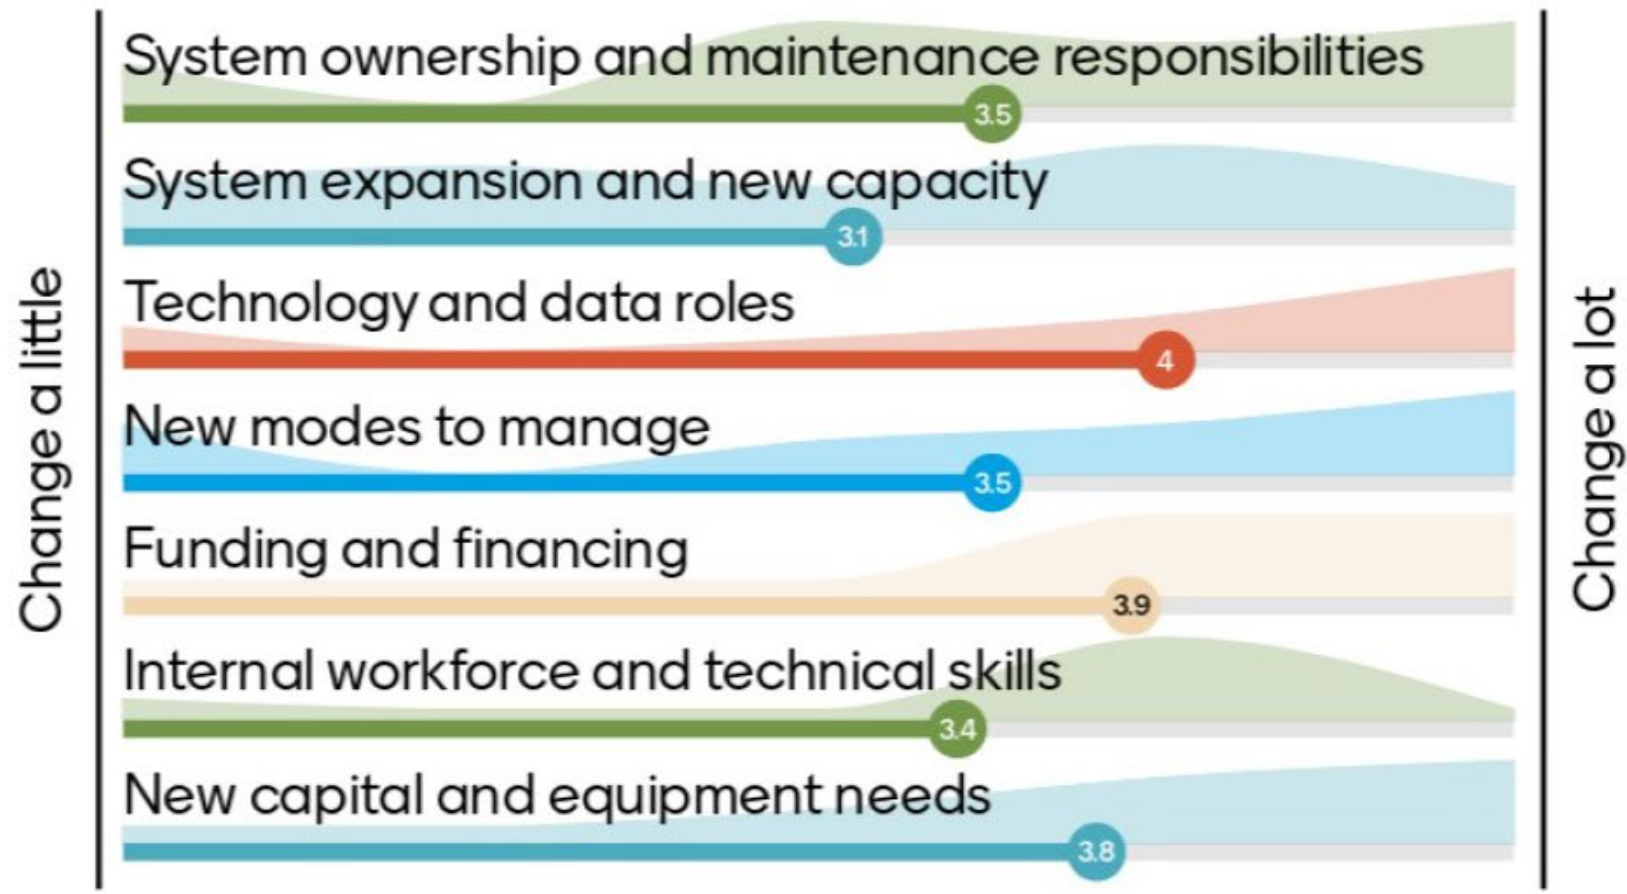 Change a little
System ownership and maintenance responsibilities
3.5
System expansion and new capacity
3.1
Technology and data roles
4
New modes to manage
3.5
Funding and financing
3.9
Internal workforce and technical skills
3.4
New capital and equipment needs
3.8
Change a lot